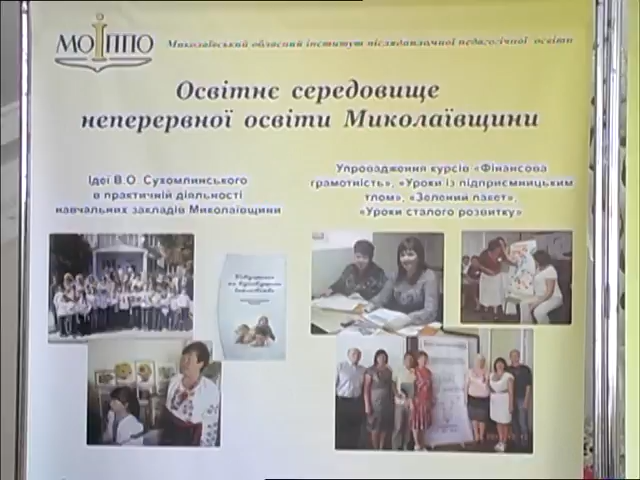 МОІППО
Миколаївський обласний інститут післядипломної педагогічної освіти
Освітнє середовище
неперервної освіти Миколаївщини
Ідеї В.О. Сухомлинського
в практичній діяльності
навчальних закладів Миколаївщини
Упровадження курсів «Фінансова
грамотність», «Уроки із підприємницьким
тлом», «Зелений пакет»,
«Уроки сталого розвитку»